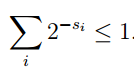 ∑_i 2^{-s_i} ≤ 1.